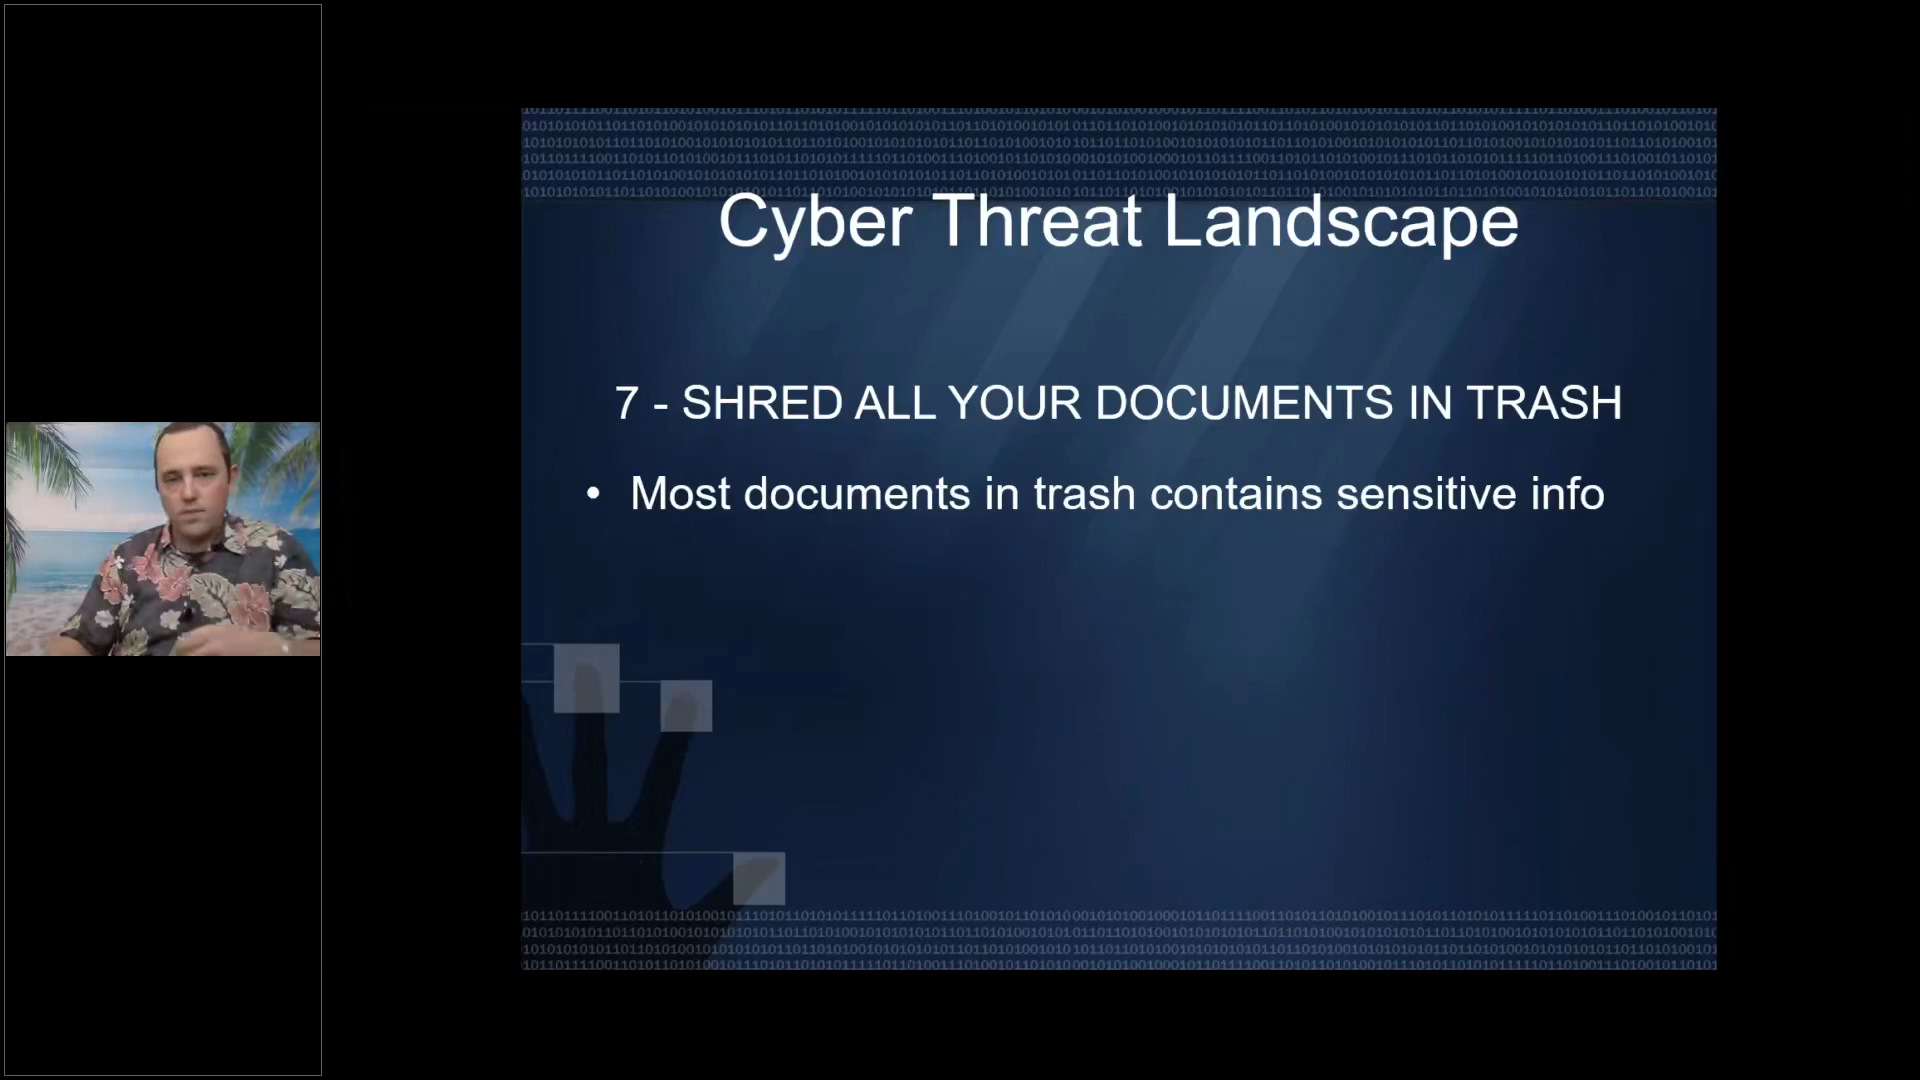 Cyber Threat Landscape
7 - SHRED ALL YOUR DOCUMENTS IN TRASH
• Most documents in trash contains sensitive info